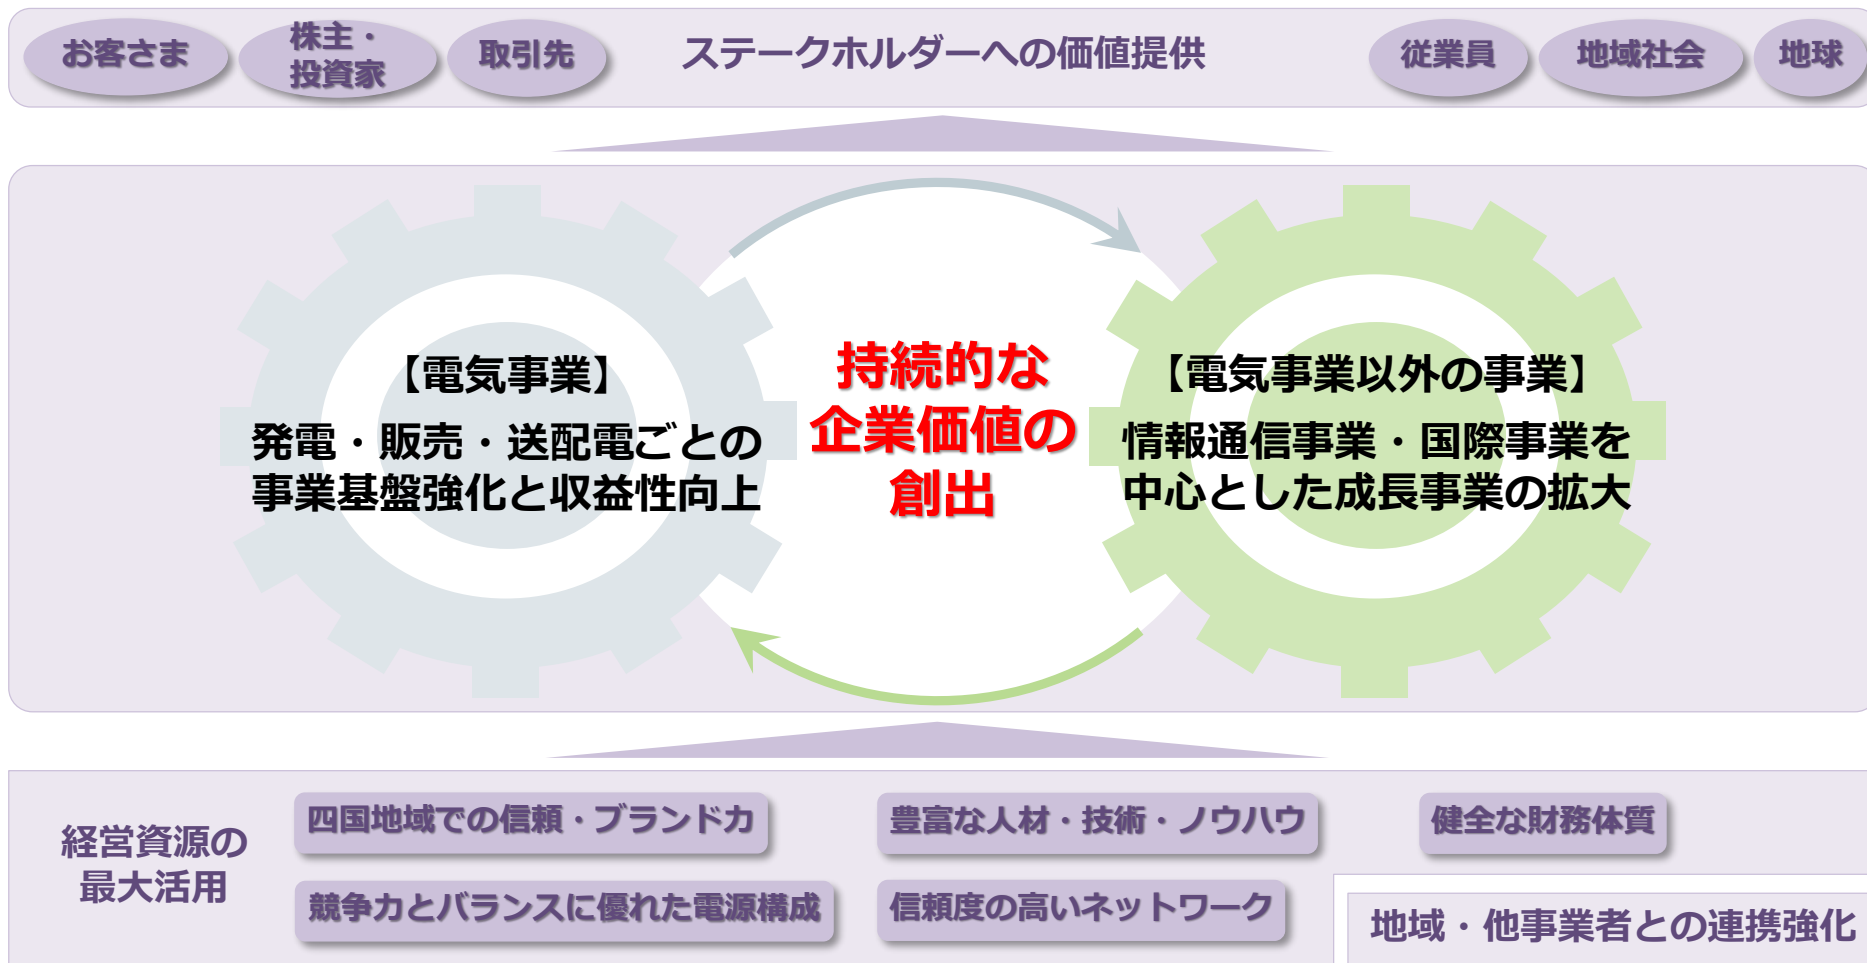 お客さま
株主・
投資家
取引先
ステークホルダーへの価値提供
従業員
地域社会
地球
【電気事業】
発電・販売・送配電ごとの
事業基盤強化と収益性向上
持続的な
企業価値の
創出
【電気事業以外の事業】
情報通信事業・国際事業を
中心とした成長事業の拡大
経営資源の
最大活用
四国地域での信頼・ブランド力
豊富な人材・技術・ノウハウ
健全な財務体質
競争力とバランスに優れた電源構成
信頼度の高いネットワーク
地域・他事業者との連携強化